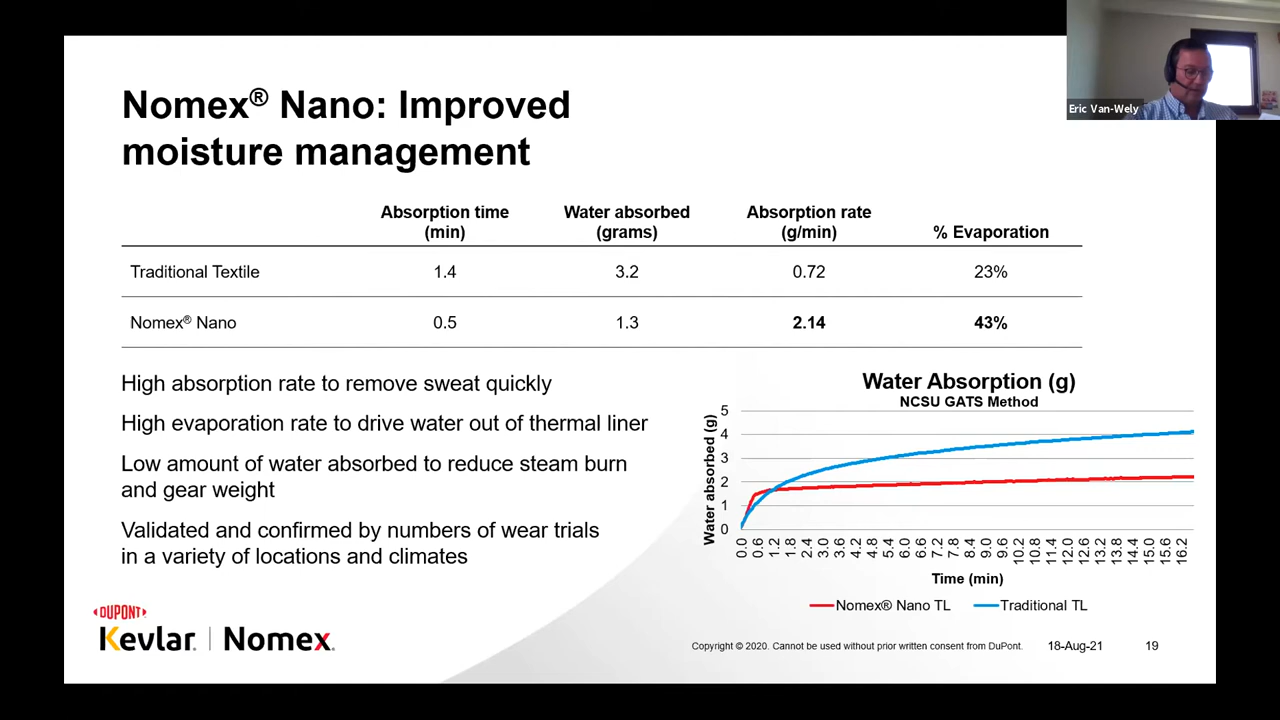 Eric Van-Wely
Nomex® Nano: Improved
moisture management
Absorption time
(min)
Water absorbed
(grams)
Absorption rate
(g/min)
% Evaporation
Traditional Textile 1.4 3.2 0.72 23%
Nomex® Nano 0.5 1.3 2.14 43%
High absorption rate to remove sweat quickly
High evaporation rate to drive water out of thermal liner
Low amount of water absorbed to reduce steam burn
and gear weight
Validated and confirmed by numbers of wear trials
in a variety of locations and climates
Water Absorption (g)
NCSU GATS Method
Water absorbed (g)
5
4
3
2
1
0
0.0 0.6 1.2 1.8 2.4 3.0 3.6 4.2 4.8 5.4 6.0 6.6 7.2 7.8 8.4 9.0 9.6 10.2 10.8 11.4 12.0 12.6 13.2 13.8 14.4 15.0 15.6 16.2
Time (min)
Nomex® Nano TL Traditional TL
DUPONT
Kevlar. | Nomex.
Copyright © 2020. Cannot be used without prior written consent from DuPont. 18-Aug-21 19